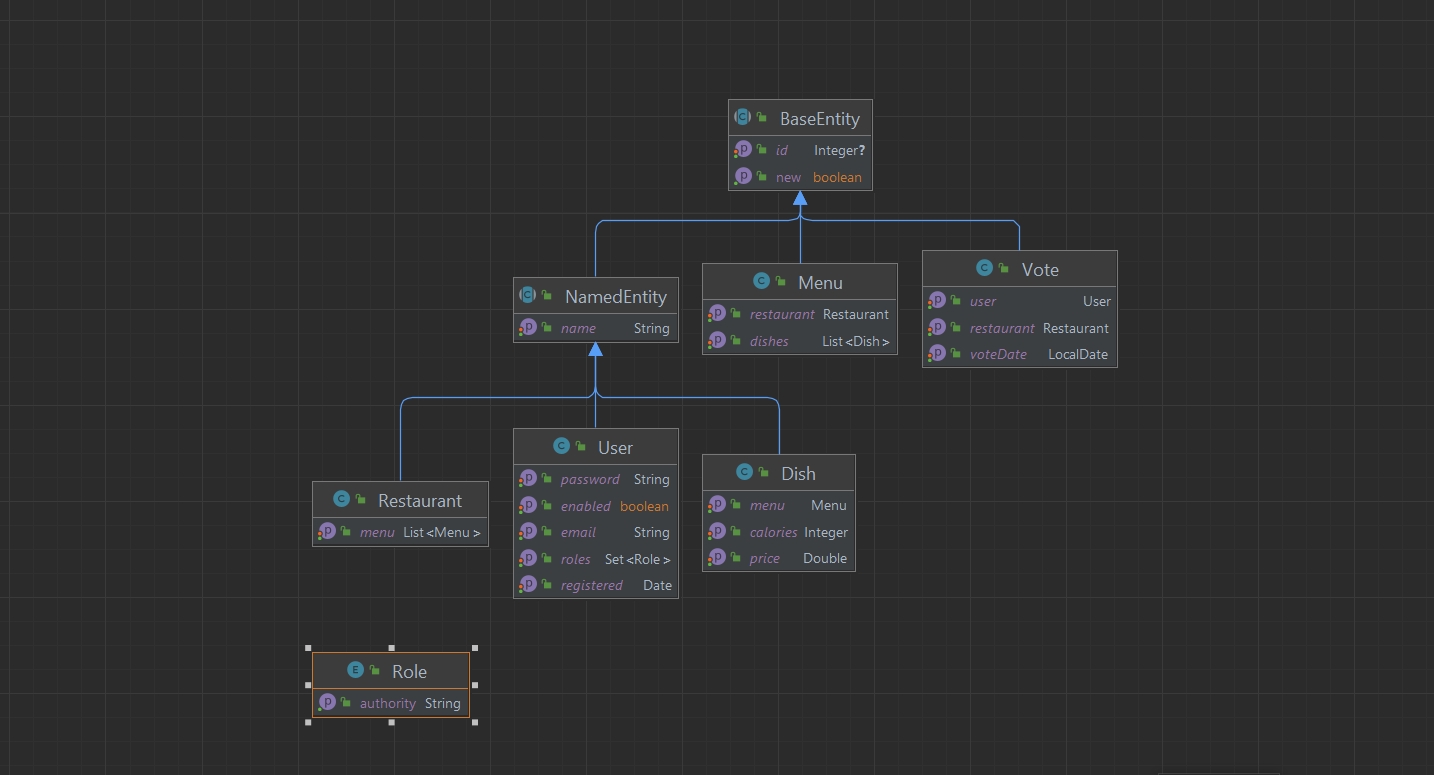 BaseEntity
id Integer?
new boolean
NamedEntity
name String
Menu
restaurant Restaurant
dishes List<Dish>
Vote
user User
restaurant Restaurant
voteDate LocalDate
Restaurant
menu List<Menu>
User
password String
enabled boolean
email String
roles Set<Role>
registered Date
Dish
menu Menu
calories Integer
price Double
Role
authority String